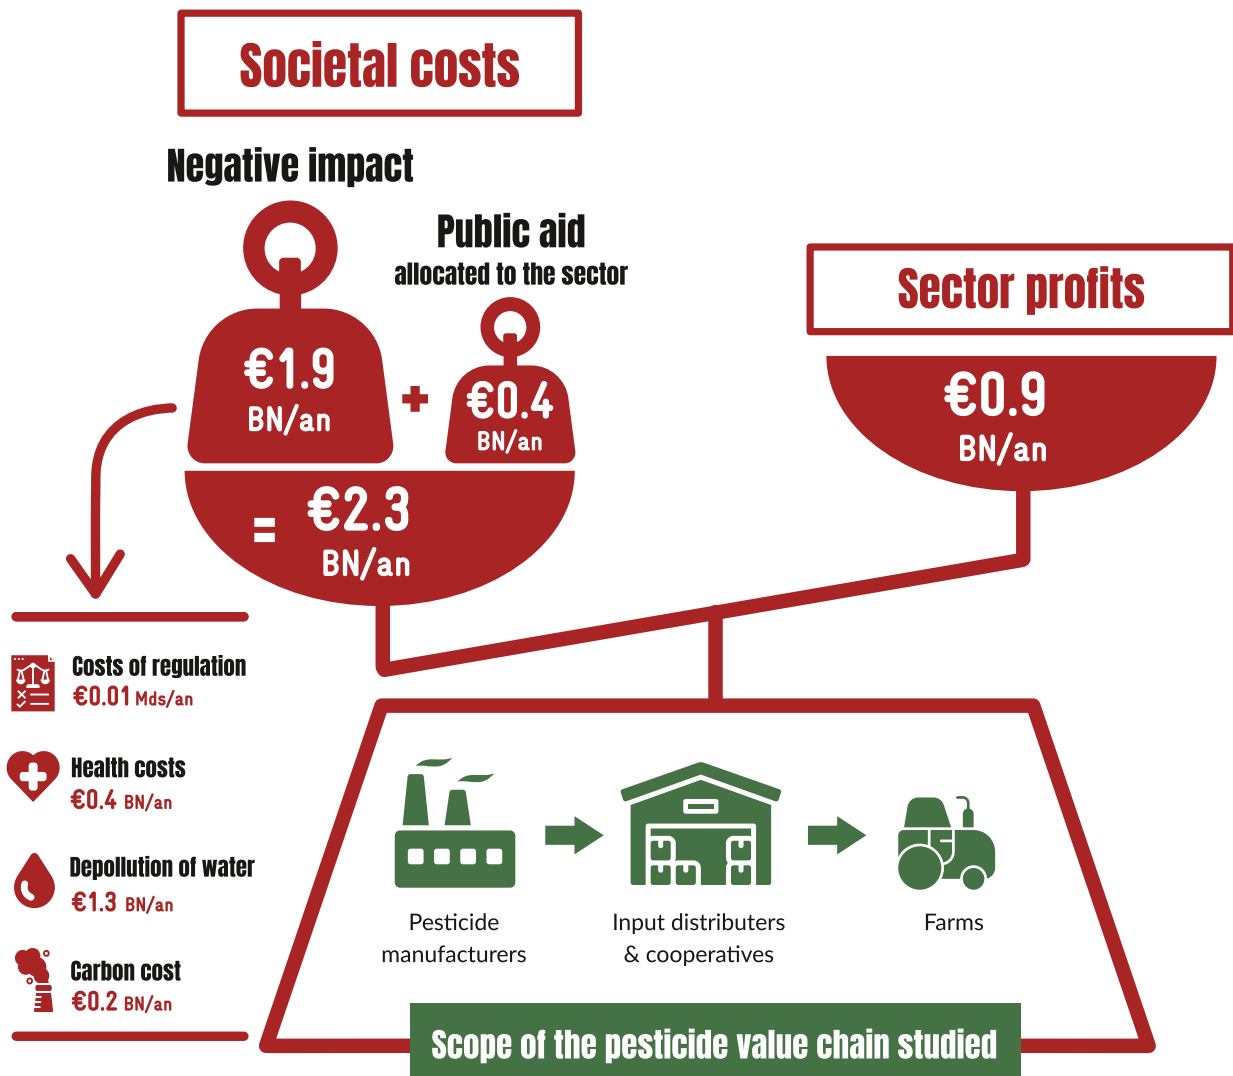 Societal costs
Negative impact
Public aid
allocated to the sector
€1.9
BN/an
+
€0.4
BN/an
= €2.3
BN/an
Sector profits
€0.9
BN/an
Costs of regulation
€0.01 Mds/an
Health costs
€0.4 BN/an
Depollution of water
€1.3 BN/an
Carbon cost
€0.2 BN/an
Pesticide
manufacturers
Input distributers
& cooperatives
Farms
Scope of the pesticide value chain studied